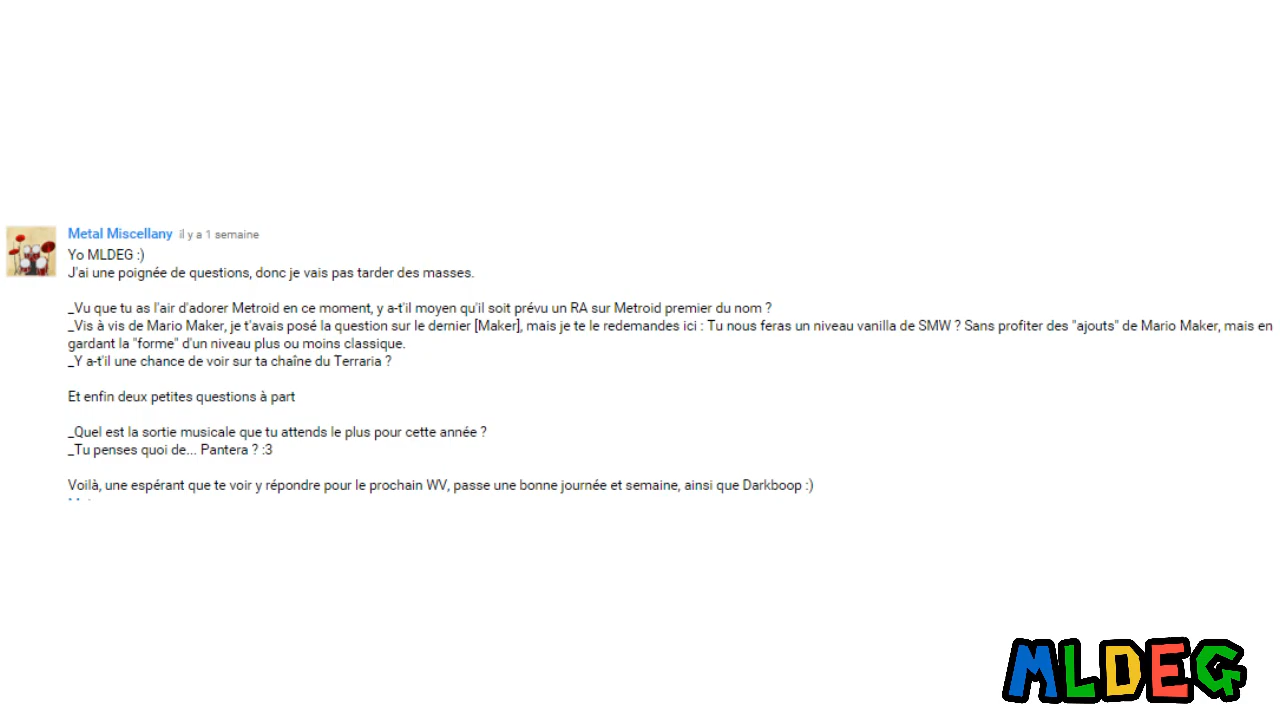 Metal Miscellany il y a 1 semaine
Yo MLDEG :)
J'ai une poignée de questions, donc je vais pas tarder des masses.
_Vu que tu as l'air d'adorer Metroid en ce moment, y a-t'il moyen qu'il soit prévu un RA sur Metroid premier du nom ?
_Vis à vis de Mario Maker, je t'avais posé la question sur le dernier [Maker], mais je te le redemandes ici : Tu nous feras un niveau vanilla de SMW ? Sans profiter des "ajouts" de Mario Maker, mais en
gardant la "forme" d'un niveau plus ou moins classique.
_Y a-t'il une chance de voir sur ta chaîne du Terraria ?
Et enfin deux petites questions à part
_Quel est la sortie musicale que tu attends le plus pour cette année ?
_Tu penses quoi de... Pantera ? :3
Voilà, une espérant que te voir y répondre pour le prochain WV, passe une bonne journée et semaine, ainsi que Darkboop :)
MLDEG